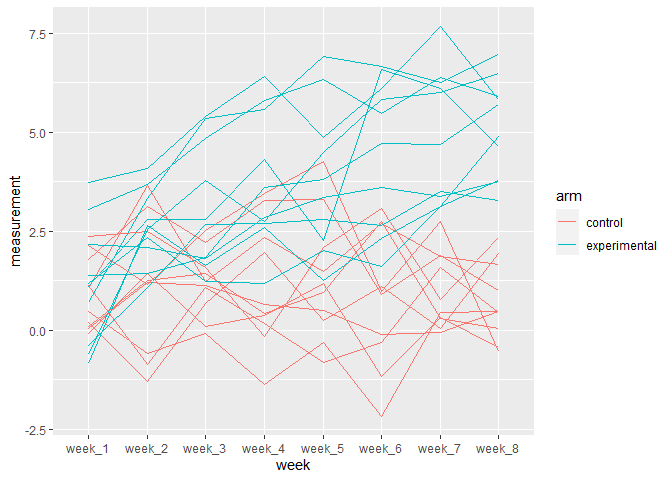 7.5
5.0
2.5
0.0
-2.5
measurement
week_1 week_2 week_3 week_4 week_5 week_6 week_7 week_8
week
arm
control
experimental